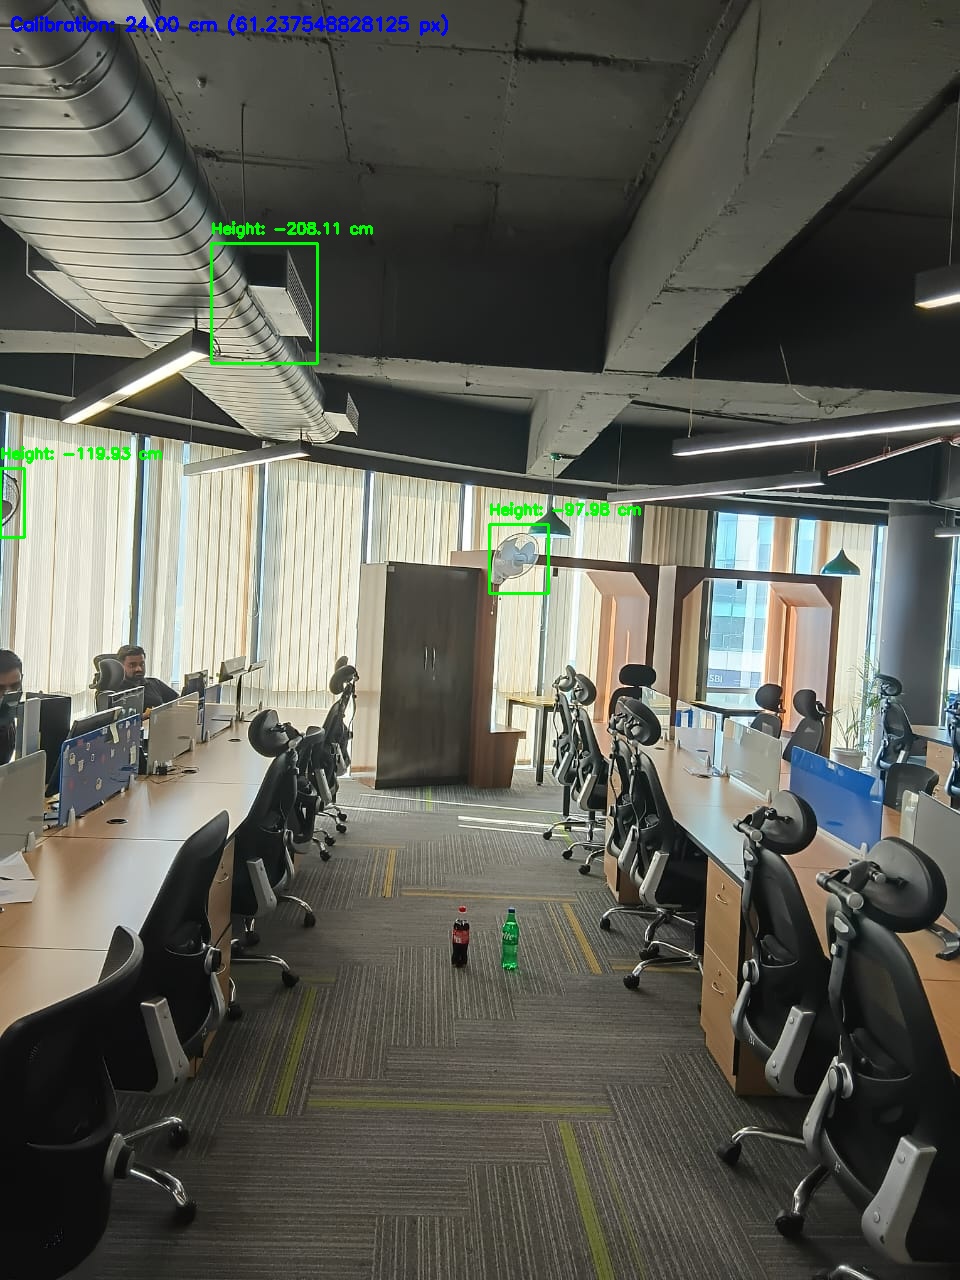 Calibration: 24.00 cm (61.237548828125 px)
Height: -208.11 cm
Height: -119.93 cm
Height: -97.98 cm
SBI